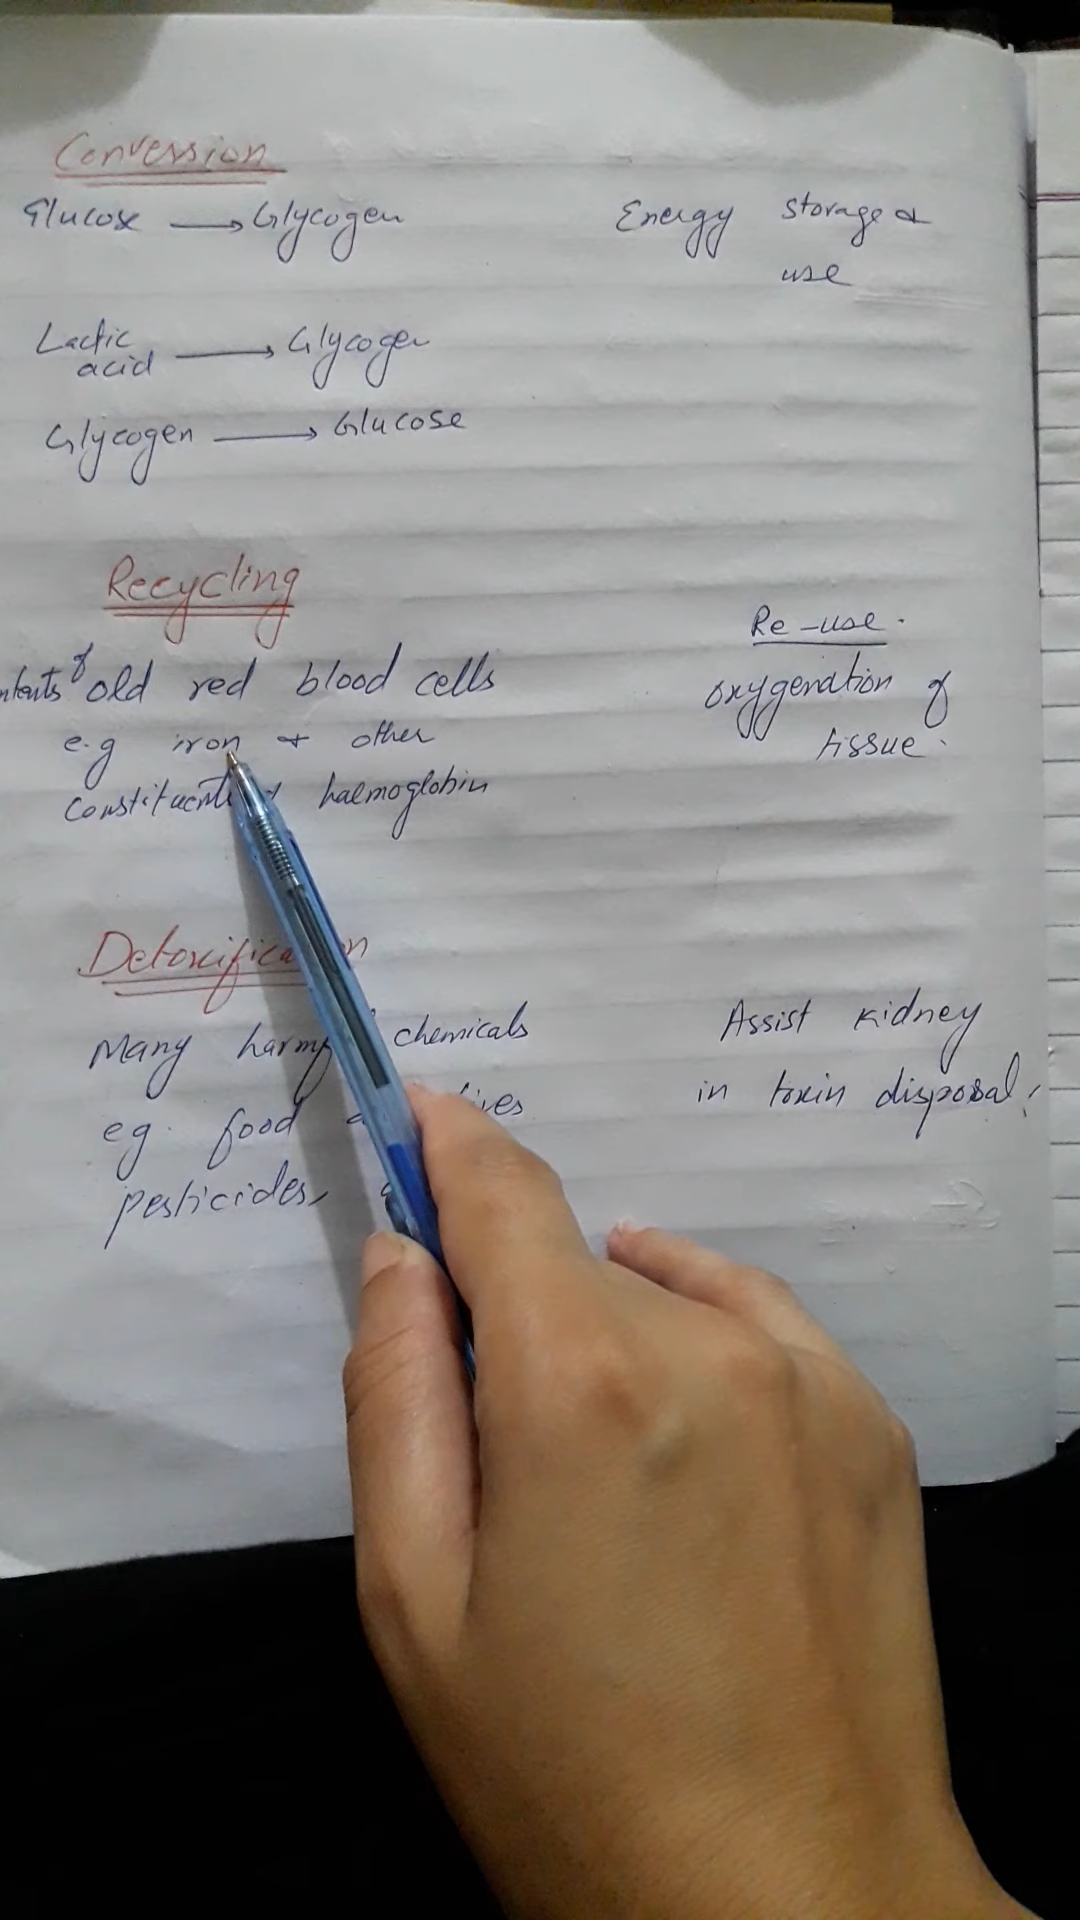 Conversion
Glucose → Glycogen Energy storage &
use
Lactic
acid → Glycogen
Glycogen → Glucose
Recycling
Re-use.
of old red blood cells oxygenation of
e.g iron & other tissue.
haemoglobin
Many chemicals Assist kidney
eg. food in toxin disposal,
pesticides,